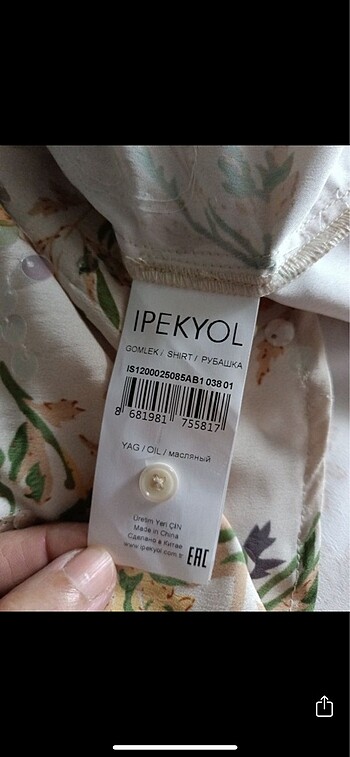 IPEKYOL
GOMLEK / SHIRT / РУБАШКА
IS1200025085AB1 038 01
8 681981 755817
YAG / OIL / масляный
Üretim Yeri ÇİN
Made in China
Сделано в Китае
www.ipekyol.com.tr
EAC